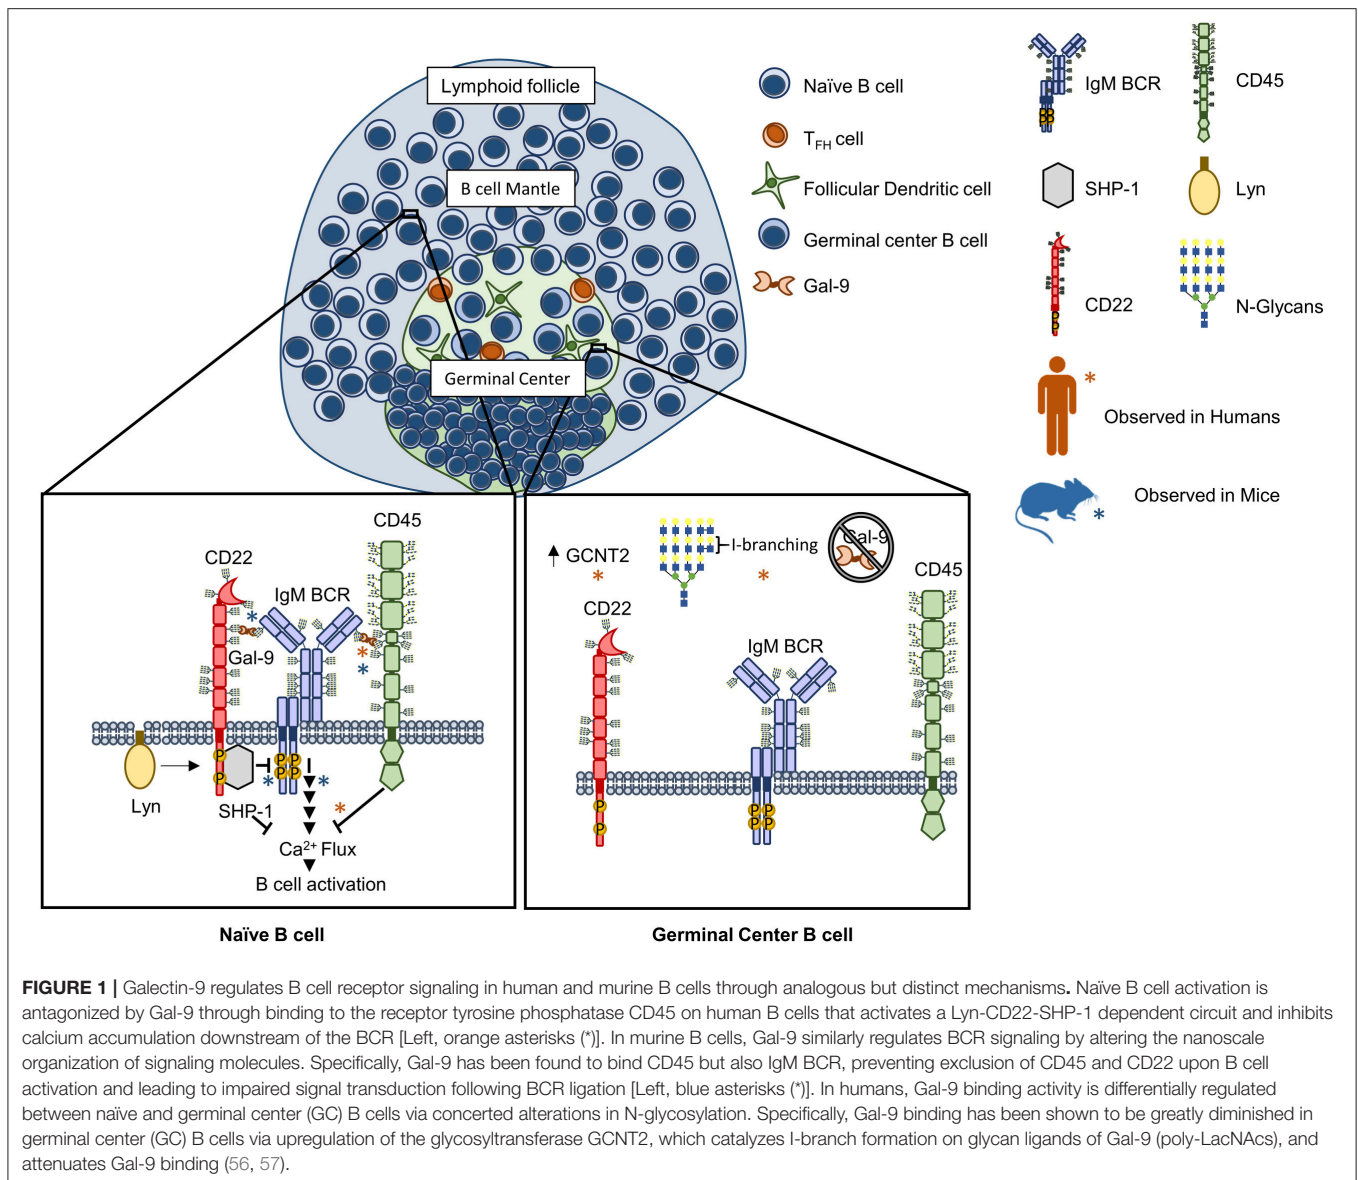 Lymphoid follicle
B cell Mantle
Germinal Center
Naïve B cell
TFH cell
Follicular Dendritic cell
Germinal center B cell
Gal-9
IgM BCR
CD45
SHP-1
Lyn
CD22
N-Glycans
*
Observed in Humans
Observed in Mice
*
CD45
CD22
IgM BCR
*
Gal-9
*
*
P
P
P P
P P
*
*
Lyn
SHP-1
*
Ca2+ Flux
B cell activation
Naïve B cell
GCNT2
*
I-branching
*
Gal-9
CD45
CD22
IgM BCR
P
P
P P
P P
Germinal Center B cell
FIGURE 1 | Galectin-9 regulates B cell receptor signaling in human and murine B cells through analogous but distinct mechanisms. Naïve B cell activation is
antagonized by Gal-9 through binding to the receptor tyrosine phosphatase CD45 on human B cells that activates a Lyn-CD22-SHP-1 dependent circuit and inhibits
calcium accumulation downstream of the BCR [Left, orange asterisks (*)]. In murine B cells, Gal-9 similarly regulates BCR signaling by altering the nanoscale
organization of signaling molecules. Specifically, Gal-9 has been found to bind CD45 but also IgM BCR, preventing exclusion of CD45 and CD22 upon B cell
activation and leading to impaired signal transduction following BCR ligation [Left, blue asterisks (*)]. In humans, Gal-9 binding activity is differentially regulated
between naïve and germinal center (GC) B cells via concerted alterations in N-glycosylation. Specifically, Gal-9 binding has been shown to be greatly diminished in
germinal center (GC) B cells via upregulation of the glycosyltransferase GCNT2, which catalyzes I-branch formation on glycan ligands of Gal-9 (poly-LacNAcs), and
attenuates Gal-9 binding (56, 57).